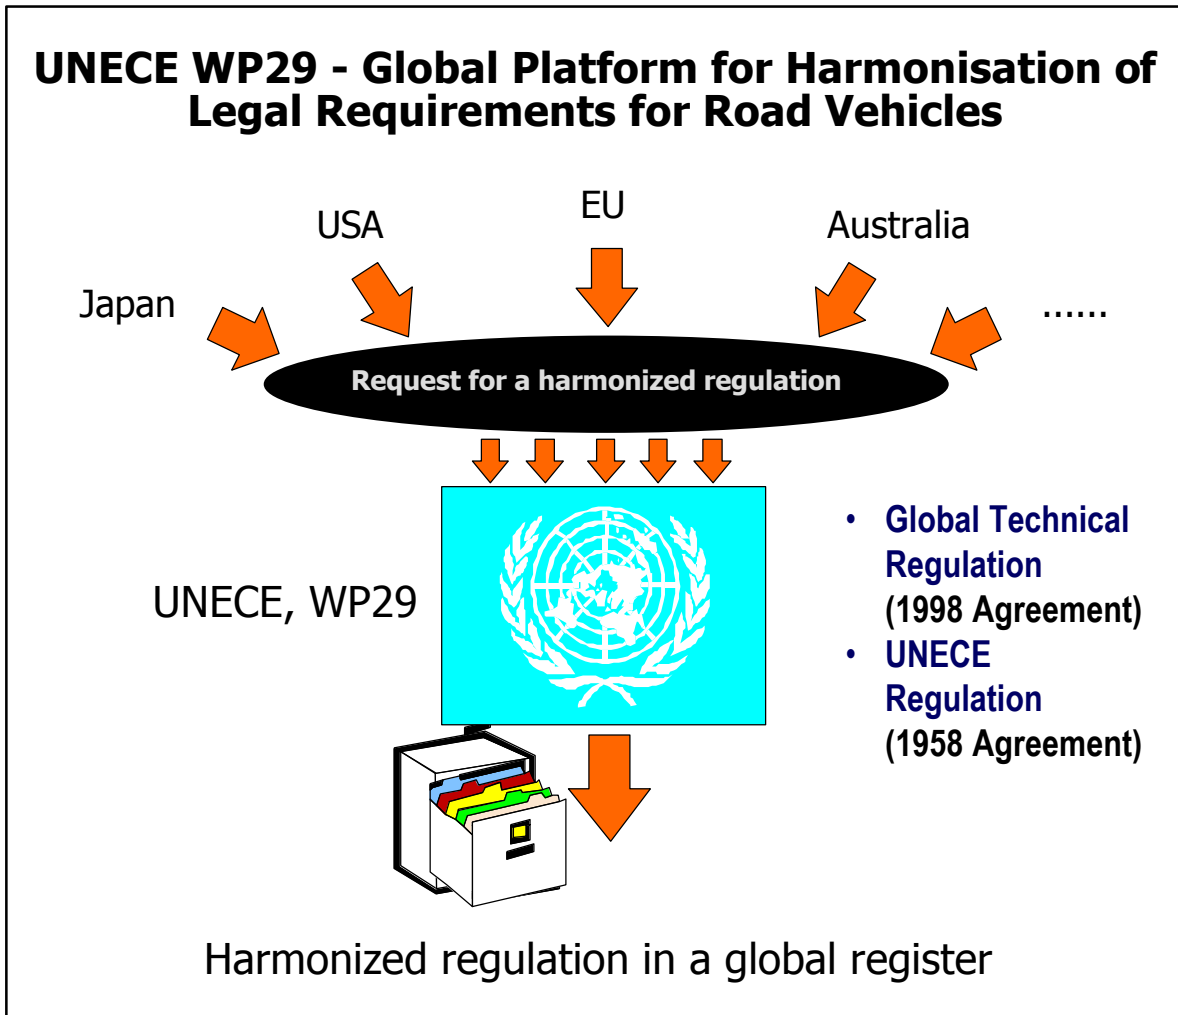 UNECE WP29 - Global Platform for Harmonisation of
Legal Requirements for Road Vehicles
EU
USA
Australia
Japan
......
Request for a harmonized regulation
• Global Technical
Regulation
(1998 Agreement)
UNECE, WP29
• UNECE
Regulation
(1958 Agreement)
Harmonized regulation in a global register